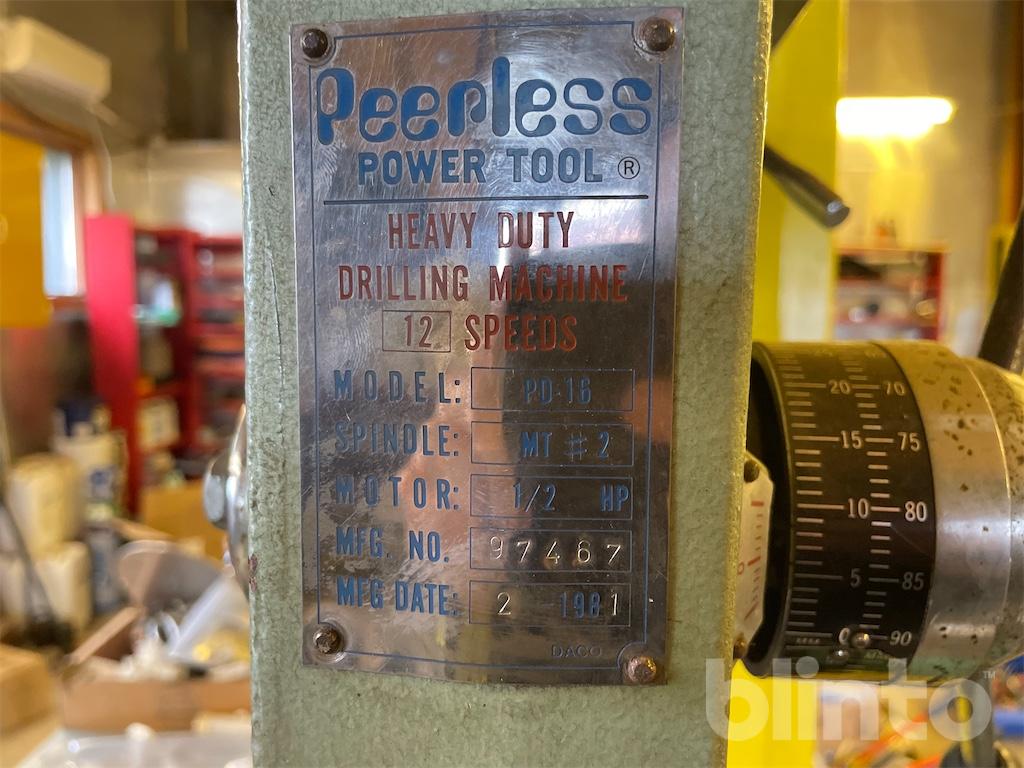 Peerless
POWER TOOL ®
HEAVY DUTY
DRILLING MACHINE
12 SPEEDS
MODEL: PD-16
SPINDLE: MT #2
MOTOR: 1/2 HP
MFG. NO. 97467
MFG DATE: 2 1981
DACO
20 70
15 75
10 80
5 85
0 90
blinto™